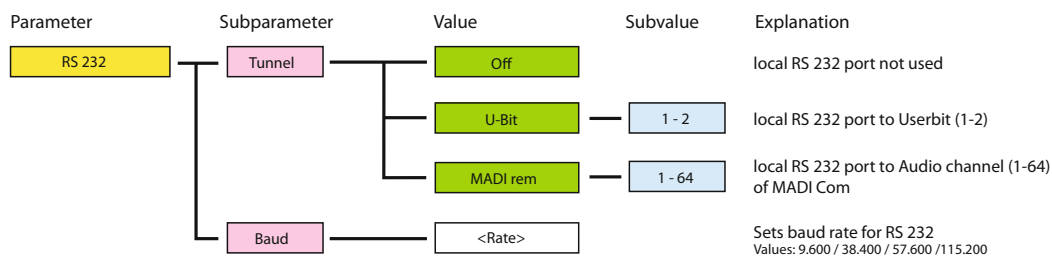 Parameter Subparameter Value Subvalue Explanation
RS 232 Tunnel Off local RS 232 port not used
U-Bit 1 - 2 local RS 232 port to Userbit (1-2)
MADI rem 1 - 64 local RS 232 port to Audio channel (1-64)
of MADI Com
Baud <Rate> Sets baud rate for RS 232
Values: 9.600 / 38.400 / 57.600 /115.200